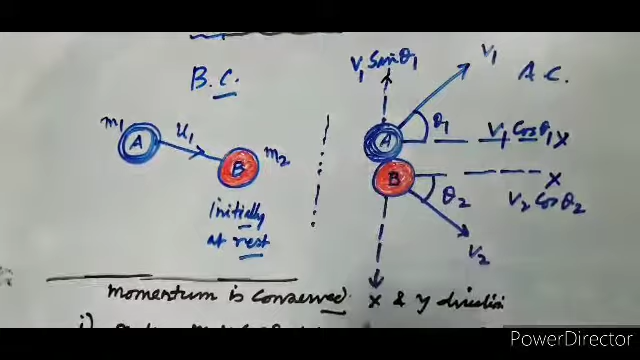 B.C.
m1
u1
A
B
m2
Initially
at rest
V1 Sinθ1
V1
A.C.
θ1
V1 Cosθ1 X
A
B
X
θ2
V2 Cosθ2
V2
momentum is conserved. x & y direction
i)
PowerDirector